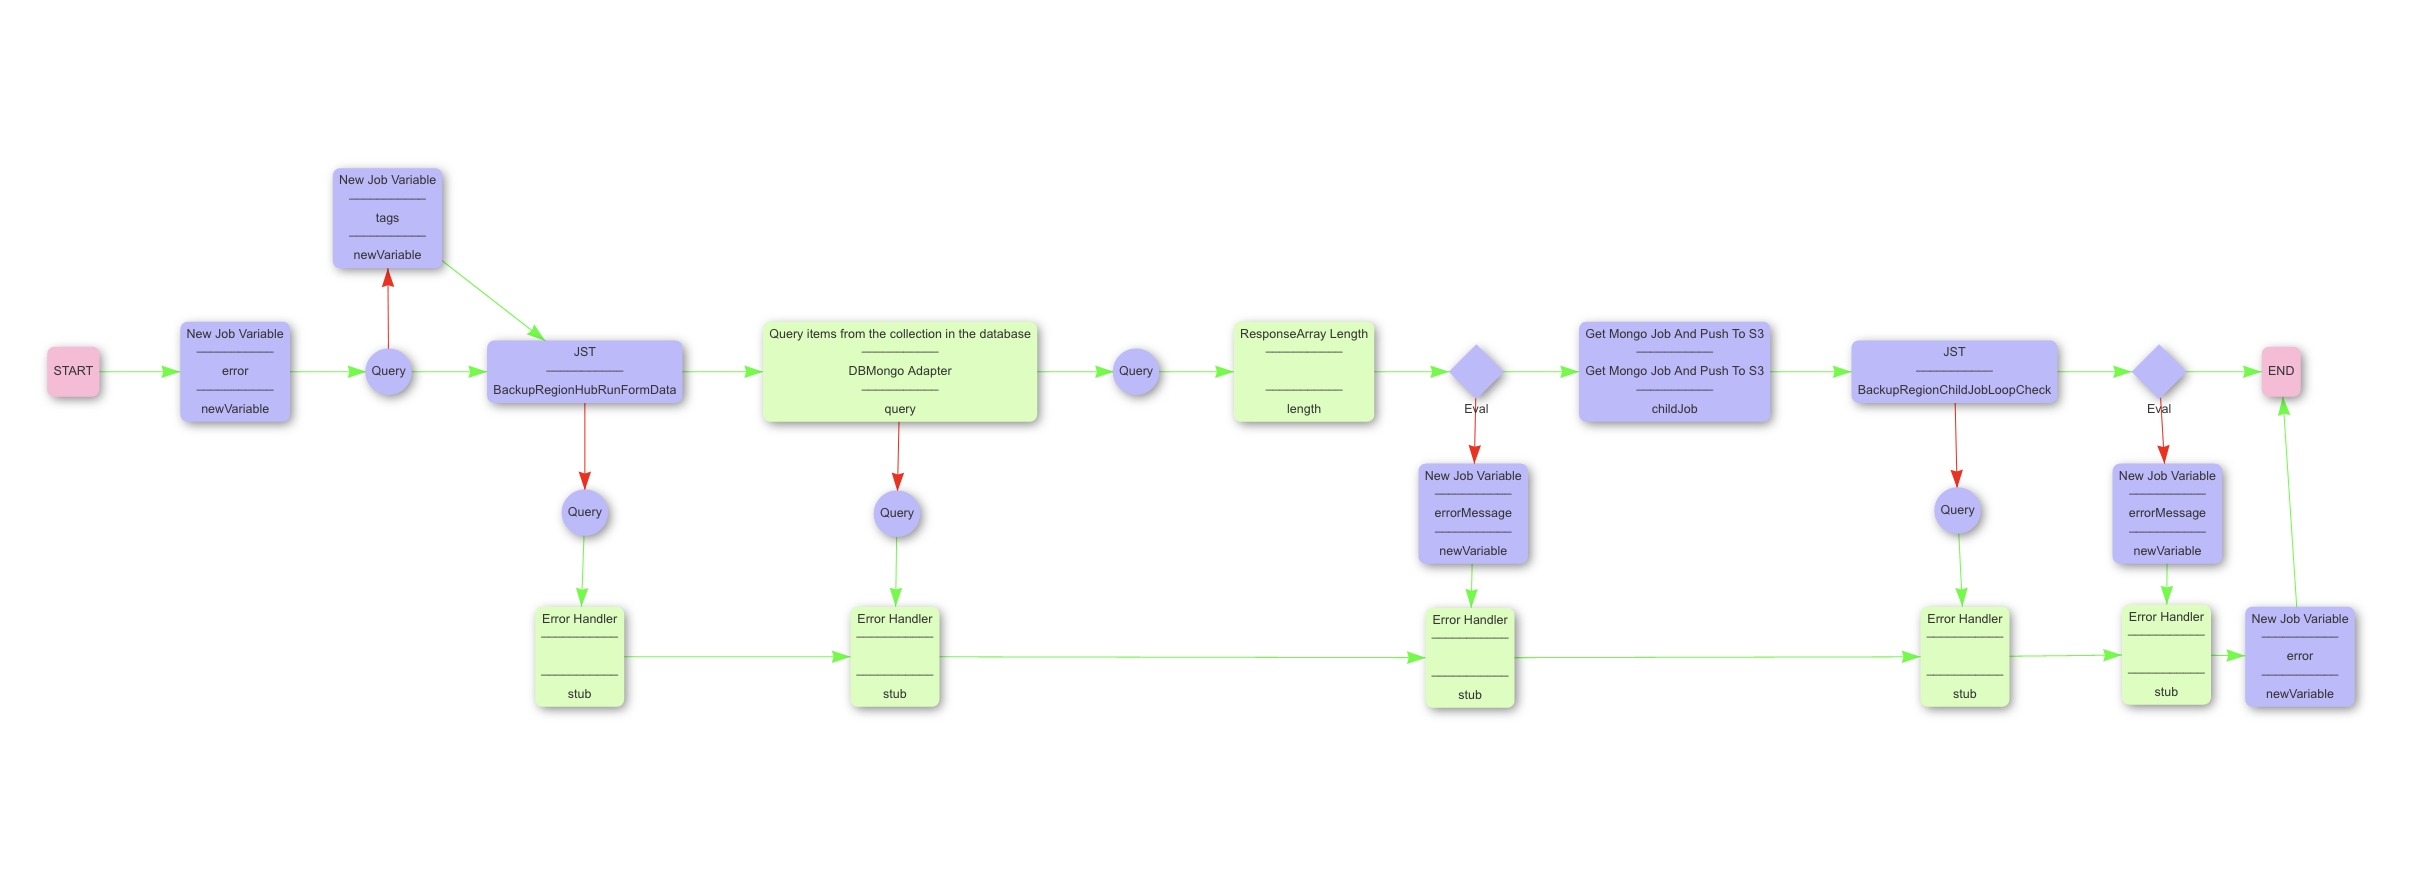 New Job Variable
tags
newVariable
START
New Job Variable
error
newVariable
Query
JST
BackupRegionHubRunFormData
Query items from the collection in the database
DBMongo Adapter
query
Query
ResponseArray Length
length
Eval
Get Mongo Job And Push To S3
Get Mongo Job And Push To S3
childJob
JST
BackupRegionChildJobLoopCheck
Eval
END
Query
Query
New Job Variable
errorMessage
newVariable
Query
New Job Variable
errorMessage
newVariable
Error Handler
stub
Error Handler
stub
Error Handler
stub
Error Handler
stub
Error Handler
stub
New Job Variable
error
newVariable